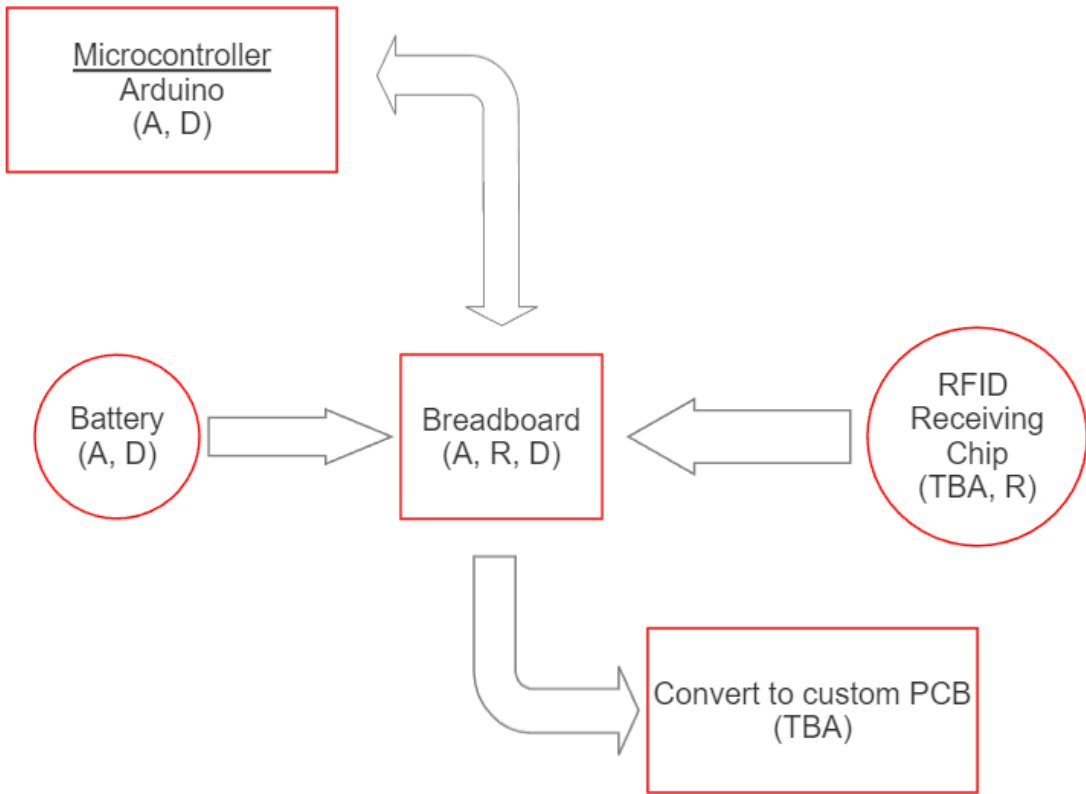 Microcontroller
Arduino
(A, D)
Battery
(A, D)
Breadboard
(A, R, D)
RFID
Receiving
Chip
(TBA, R)
Convert to custom PCB
(TBA)